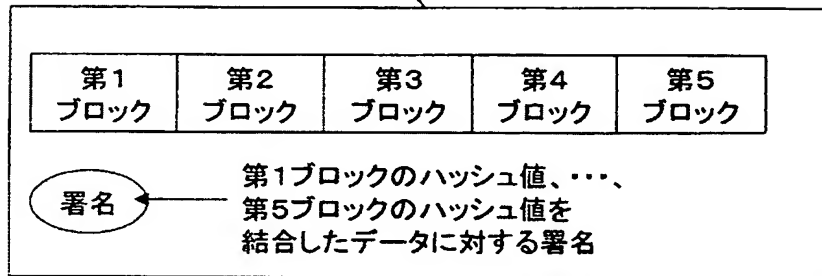 第1 第2 第3 第4 第5
ブロック ブロック ブロック ブロック ブロック
署名
第1ブロックのハッシュ値、･･･、
第5ブロックのハッシュ値を
結合したデータに対する署名